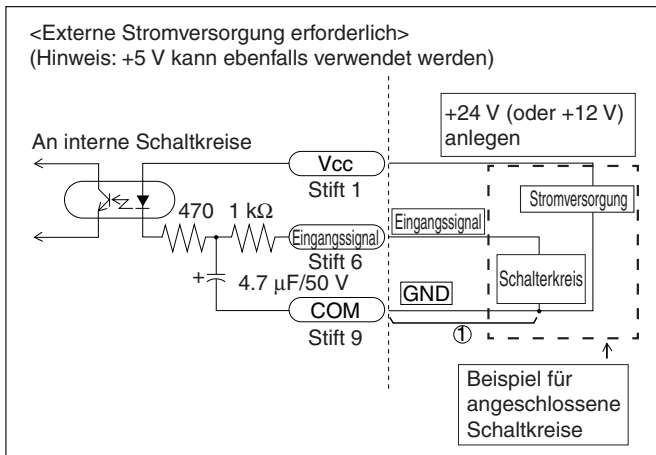 <Externe Stromversorgung erforderlich>
(Hinweis: +5 V kann ebenfalls verwendet werden)
+24 V (oder +12 V)
anlegen
An interne Schaltkreise
Vcc
Stift 1
Stromversorgung
470
1 kΩ
Eingangssignal
Stift 6
Eingangssignal
Schalterkreis
+
4.7 μF/50 V
GND
COM
Stift 9
①
Beispiel für
angeschlossene
Schaltkreise